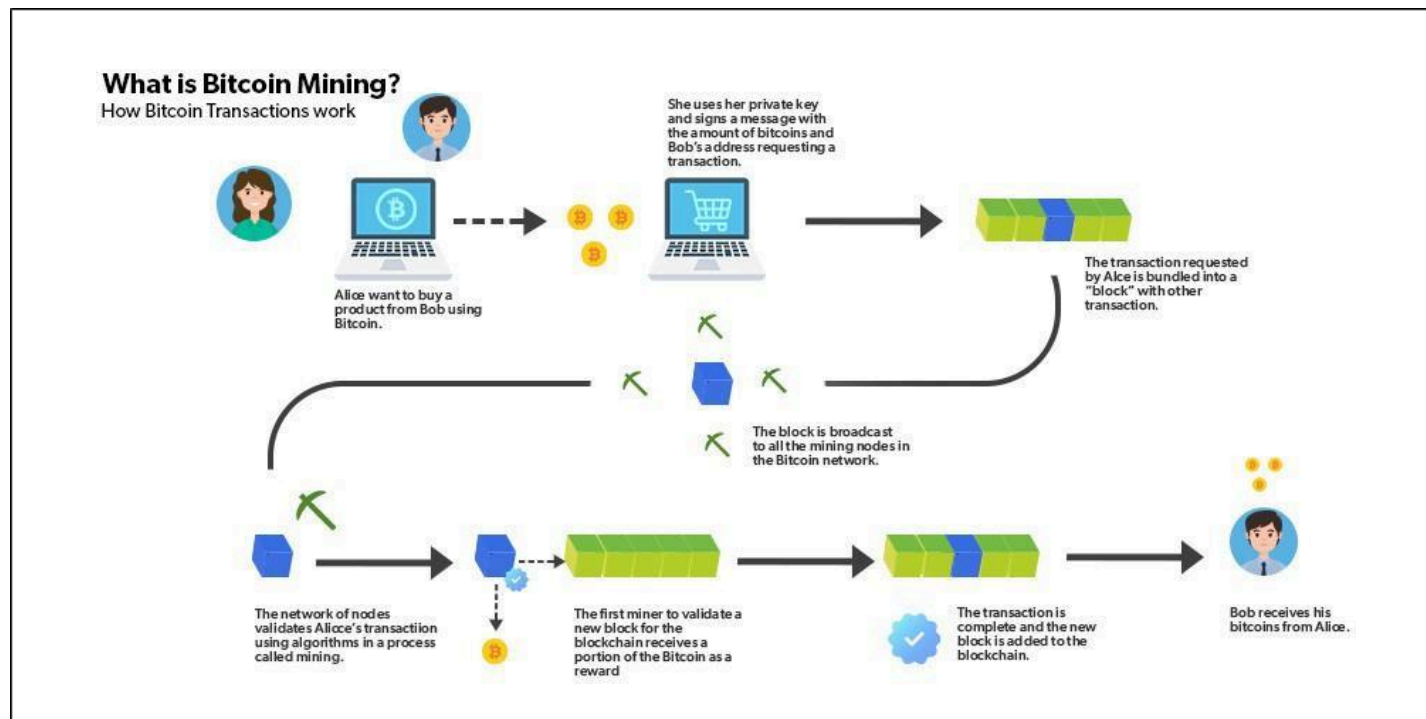 What is Bitcoin Mining?
How Bitcoin Transactions work
She uses her private key
and signs a message with
the amount of bitcoins and
Bob's address requesting a
transaction.
Alice want to buy a
product from Bob using
Bitcoin.
The transaction requested
by Alce is bundled into a
"block" with other
transaction.
The block is broadcast
to all the mining nodes in
the Bitcoin network.
The network of nodes
validates Alicce's transactiion
using algorithms in a process
called mining.
The first miner to validate a
new block for the
blockchain receives a
portion of the Bitcoin as a
reward
The transaction is
complete and the new
block is added to the
blockchain.
Bob receives his
bitcoins from Alice.